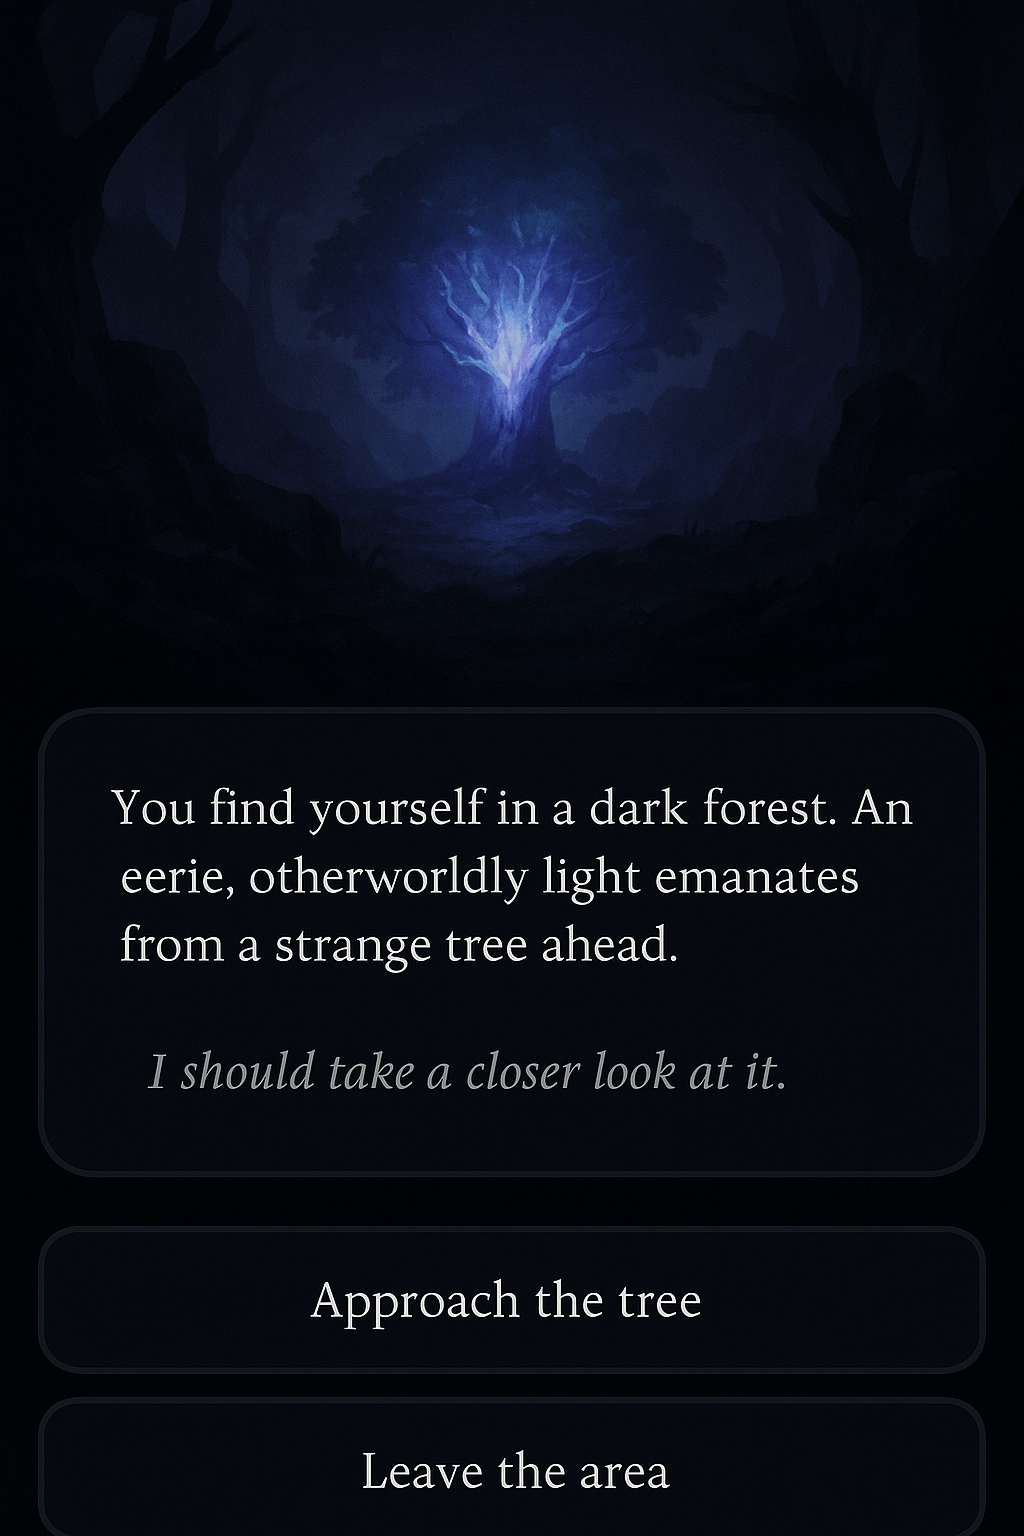 You find yourself in a dark forest. An
eerie, otherworldly light emanates
from a strange tree ahead.
I should take a closer look at it.
Approach the tree
Leave the area